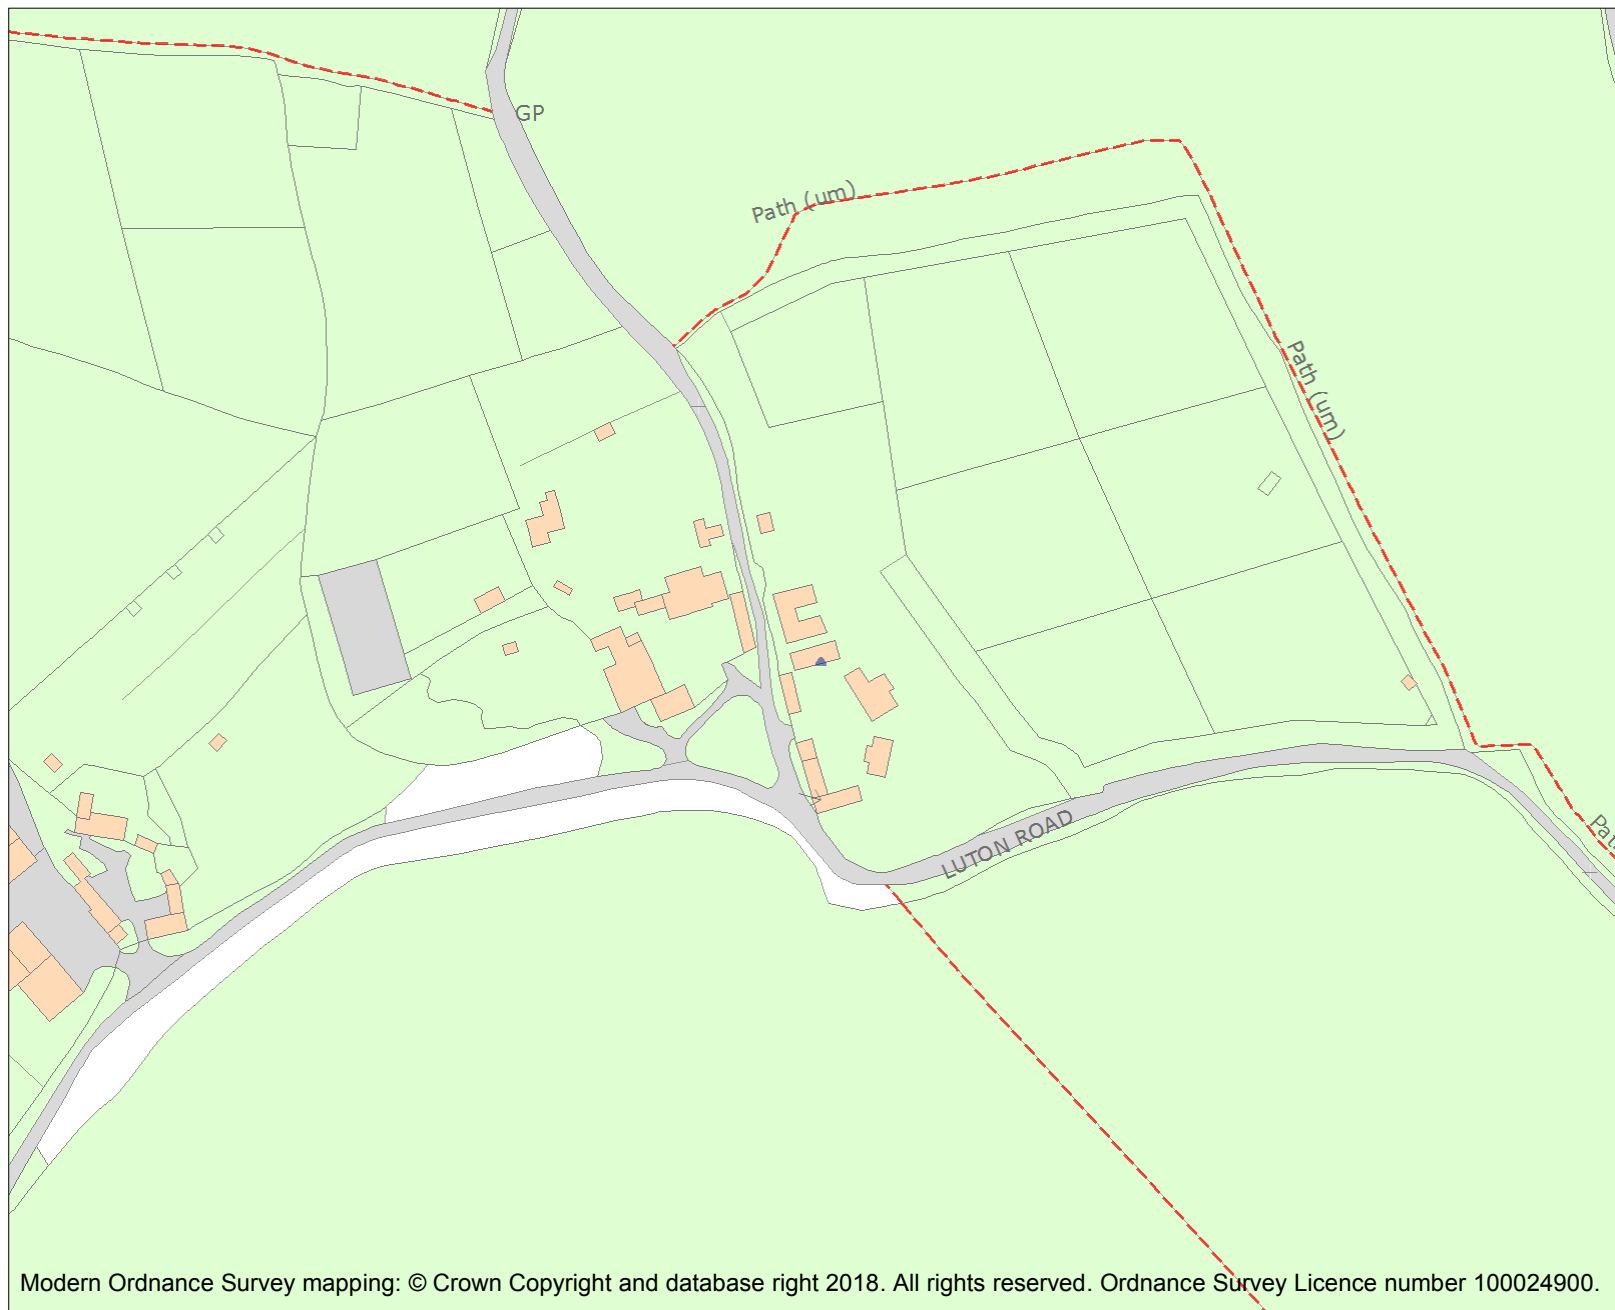 GP
Path (um)
Path (um)
LUTON ROAD
Modern Ordnance Survey mapping: © Crown Copyright and database right 2018. All rights reserved. Ordnance Survey Licence number 100024900.